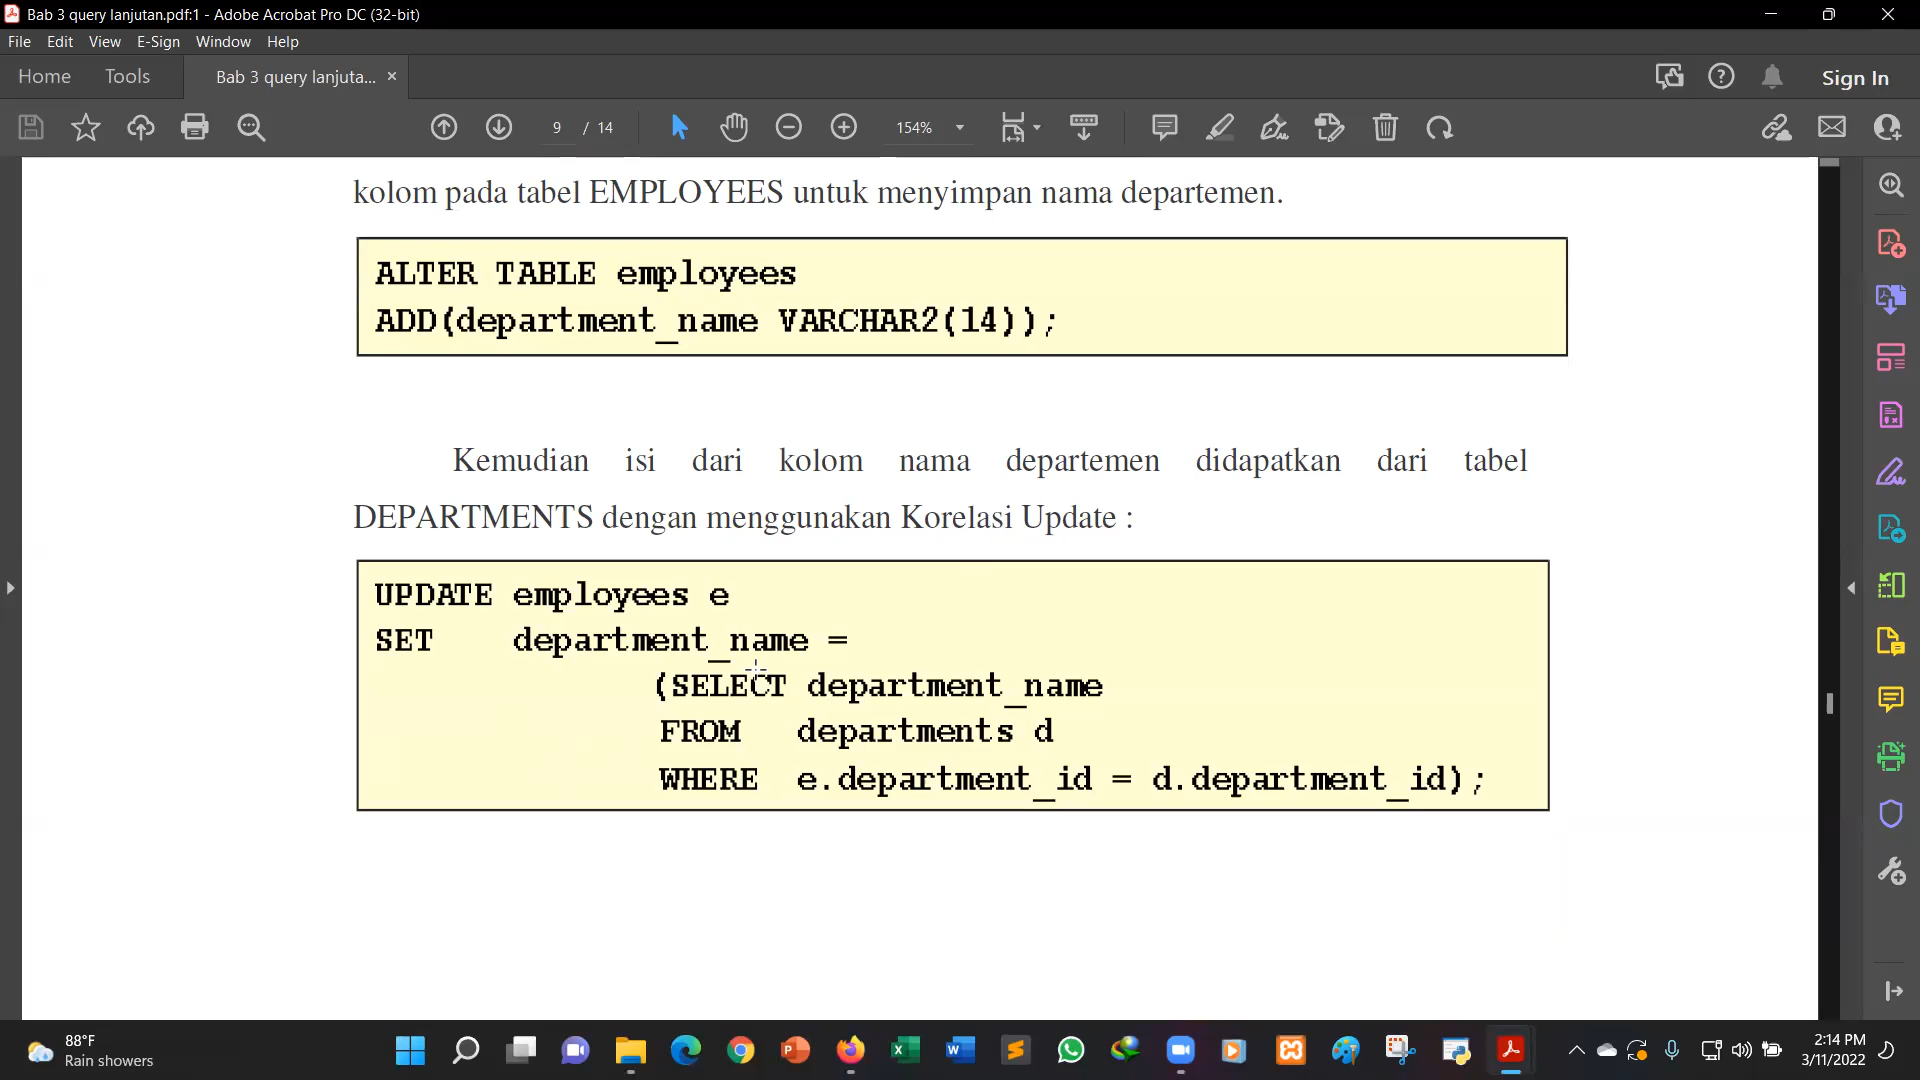 Bab 3 query lanjutan.pdf:1 - Adobe Acrobat Pro DC (32-bit)
File Edit View E-Sign Window Help
Home Tools Bab 3 query lanjuta... × Sign In
9 / 14 154%
kolom pada tabel EMPLOYEES untuk menyimpan nama departemen.
ALTER TABLE employees
ADD(department_name VARCHAR2(14));
Kemudian isi dari kolom nama departemen didapatkan dari tabel
DEPARTMENTS dengan menggunakan Korelasi Update :
UPDATE employees e
SET department_name =
(SELECT department_name
FROM departments d
WHERE e.department_id = d.department_id);
88°F
Rain showers
2:14 PM
3/11/2022